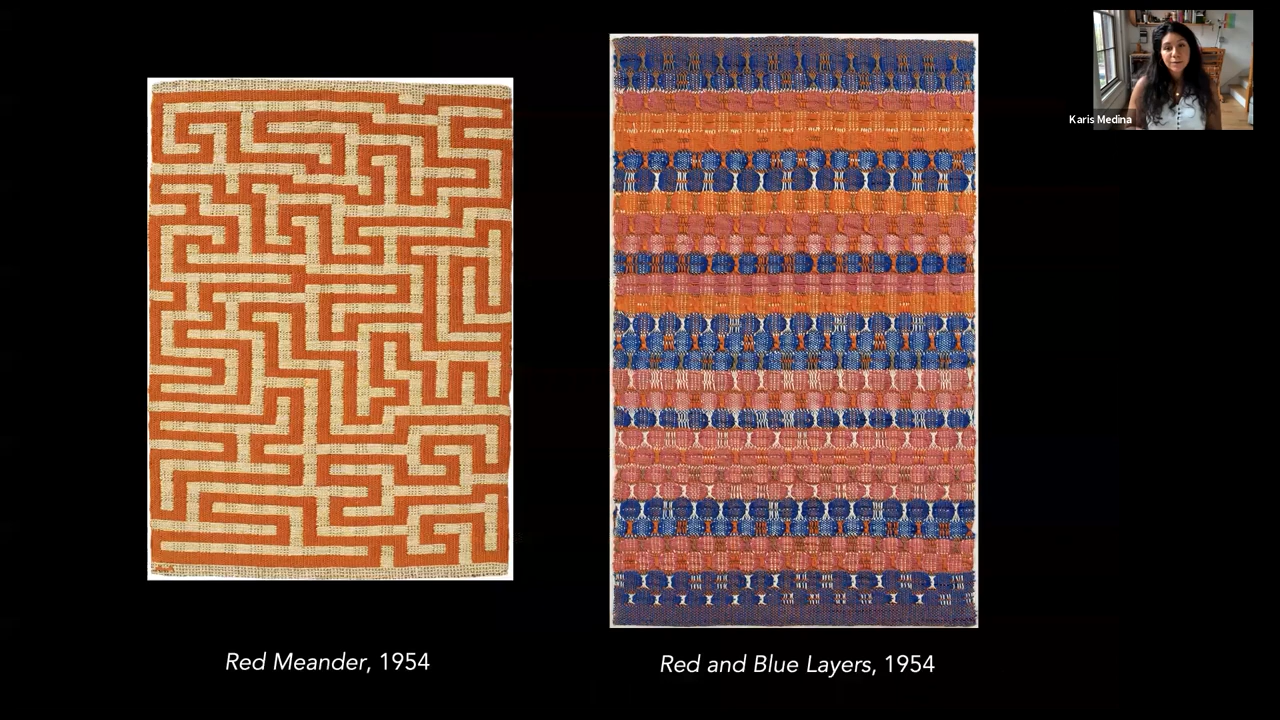 Karis Medina
Red Meander, 1954
Red and Blue Layers, 1954